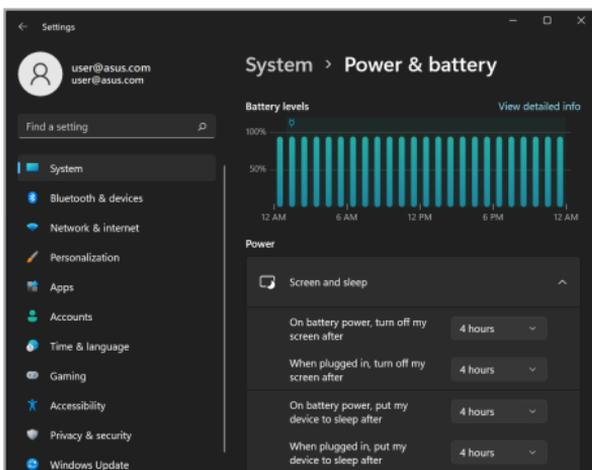 Settings
user@asus.com
user@asus.com
Find a setting
System
Bluetooth & devices
Network & internet
Personalization
Apps
Accounts
Time & language
Gaming
Accessibility
Privacy & security
Windows Update
System > Power & battery
Battery levels
View detailed info
100%
50%
12 AM
6 AM
12 PM
6 PM
12 AM
Power
Screen and sleep
On battery power, turn off my
screen after
4 hours
When plugged in, turn off my
screen after
4 hours
On battery power, put my
device to sleep after
4 hours
When plugged in, put my
device to sleep after
4 hours